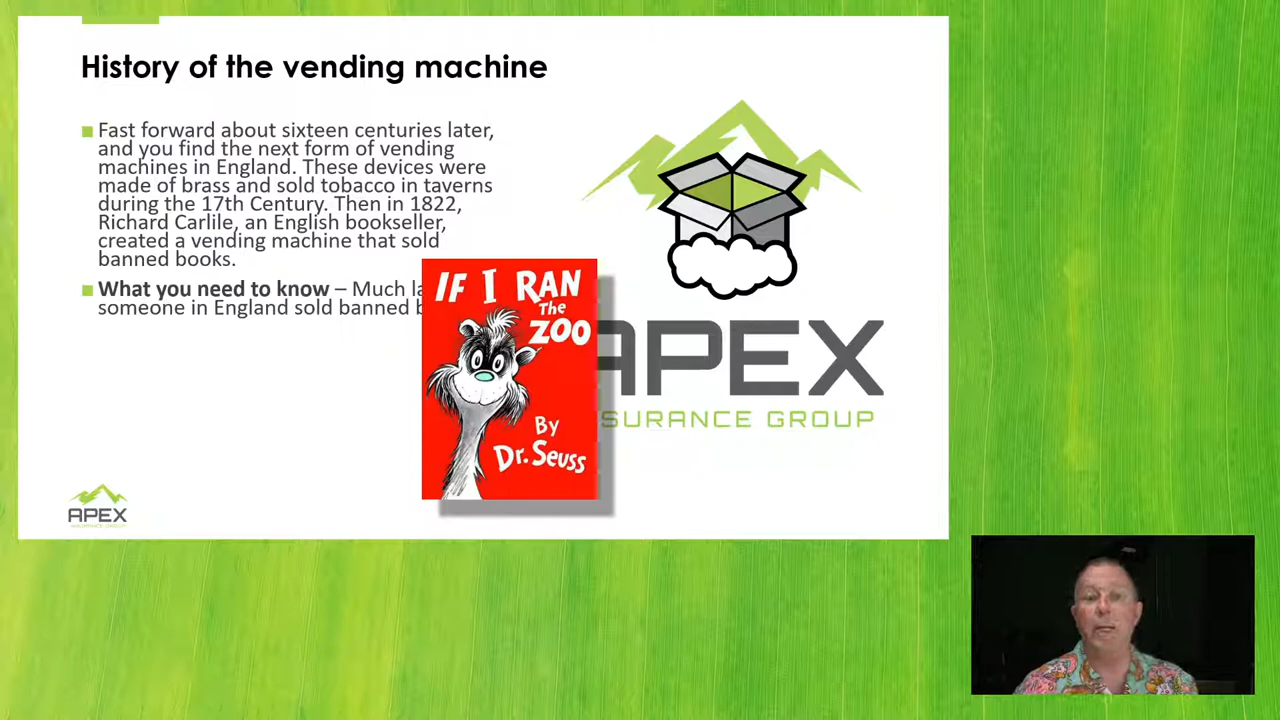 History of the vending machine
■ Fast forward about sixteen centuries later,
and you find the next form of vending
machines in England. These devices were
made of brass and sold tobacco in taverns
during the 17th Century. Then in 1822,
Richard Carlile, an English bookseller,
created a vending machine that sold
banned books.
■ What you need to know – Much
someone in England sold banned
IF I RAN
The
ZOO
By
Dr. Seuss
APEX
INSURANCE GROUP
APEX
INSURANCE GROUP